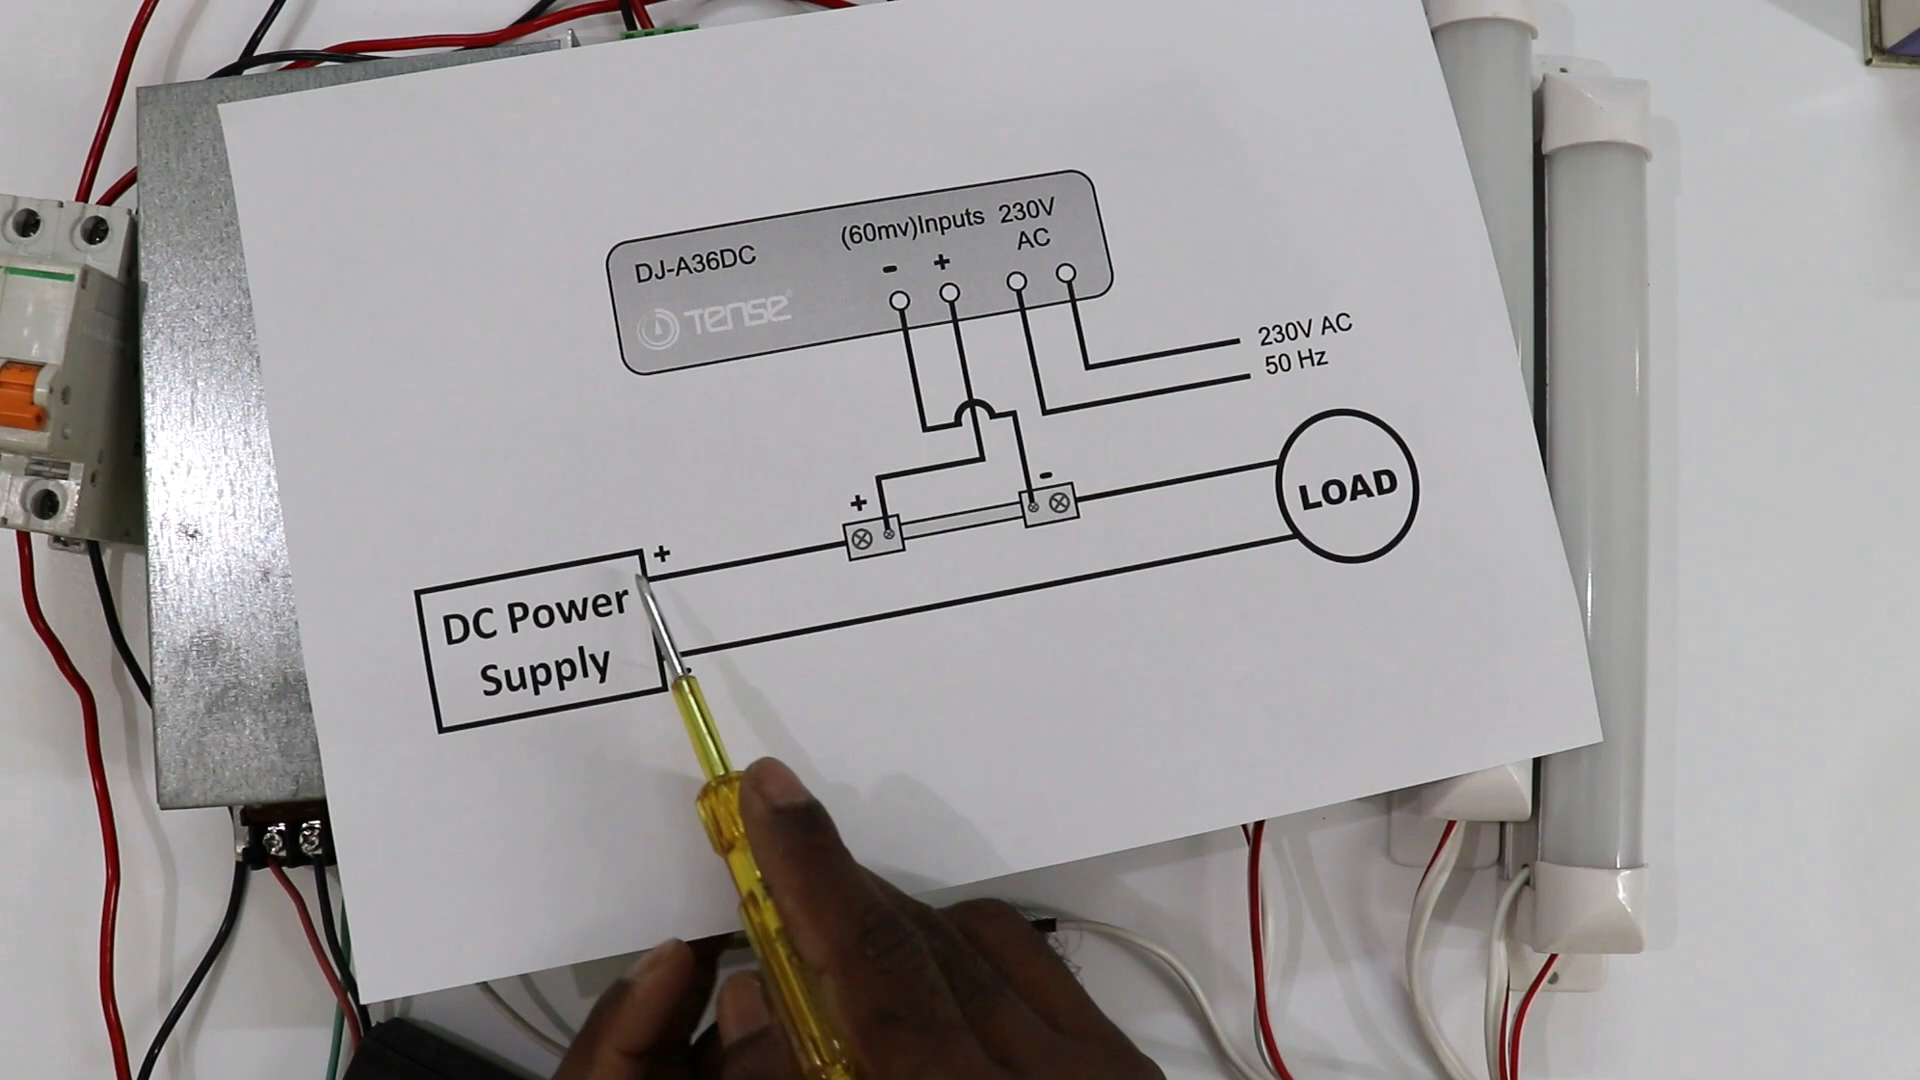 (60mv)Inputs 230V
AC
DJ-A36DC
- +
TENSE®
230V AC
50 Hz
LOAD
-
+
+
DC Power
Supply
-